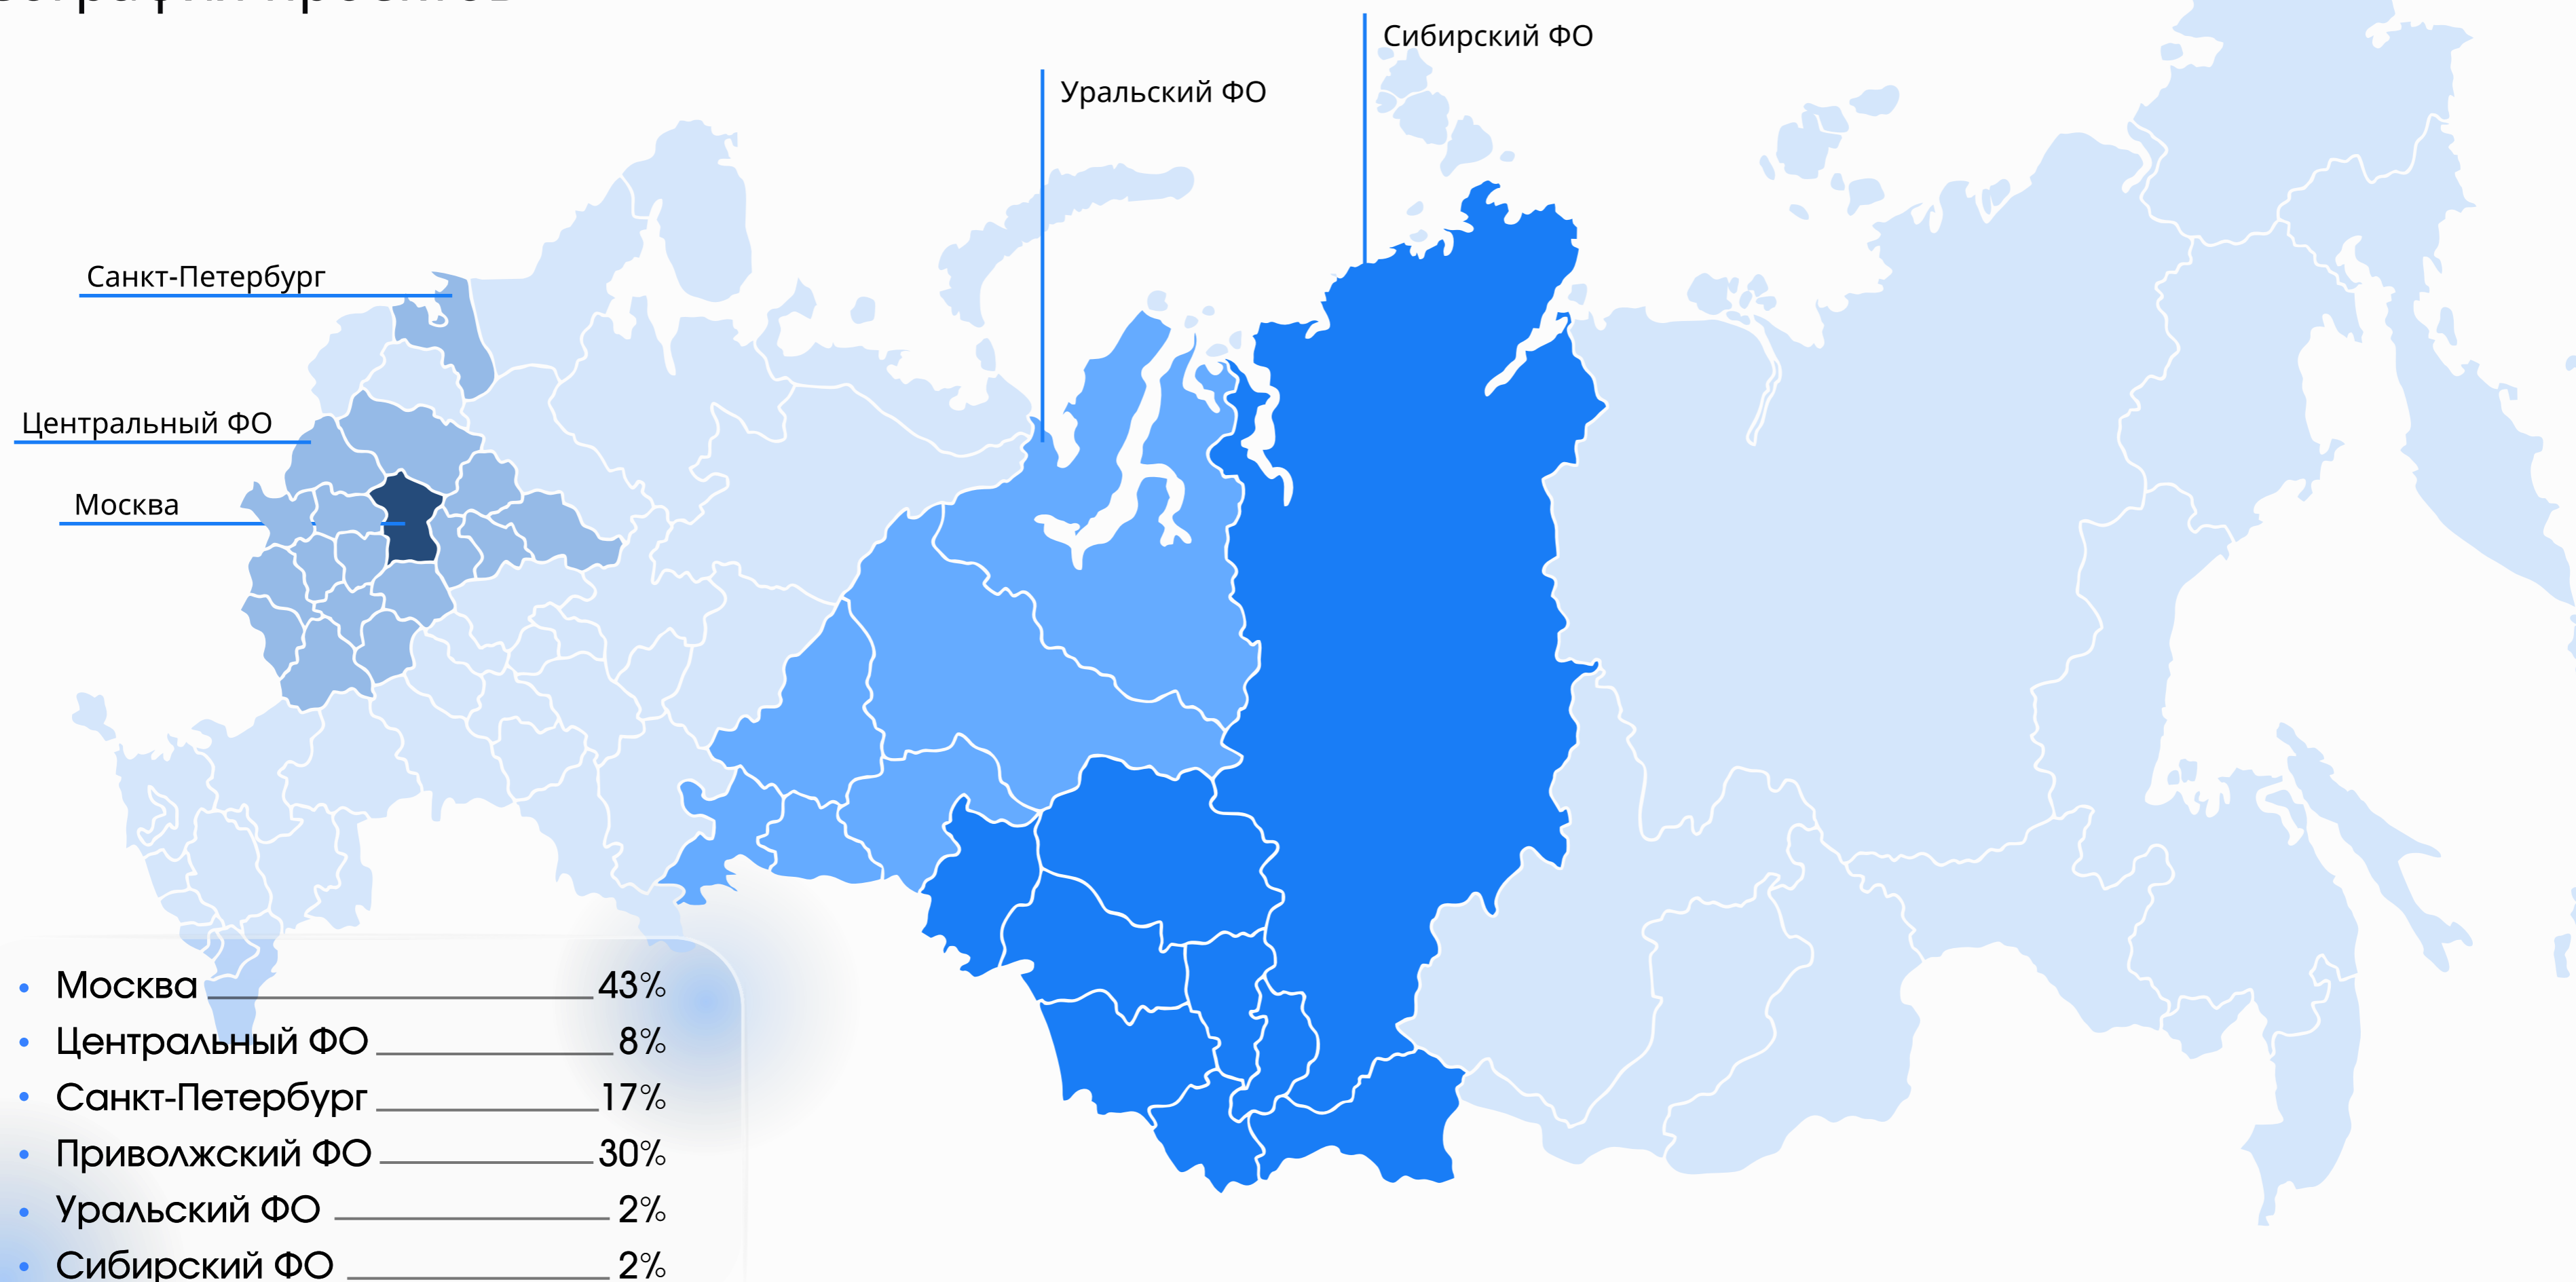 Сибирский ФО
Уральский ФО
Санкт-Петербург
Центральный ФО
Москва
• Москва 43%
• Центральный ФО 8%
• Санкт-Петербург 17%
• Приволжский ФО 30%
• Уральский ФО 2%
• Сибирский ФО 2%